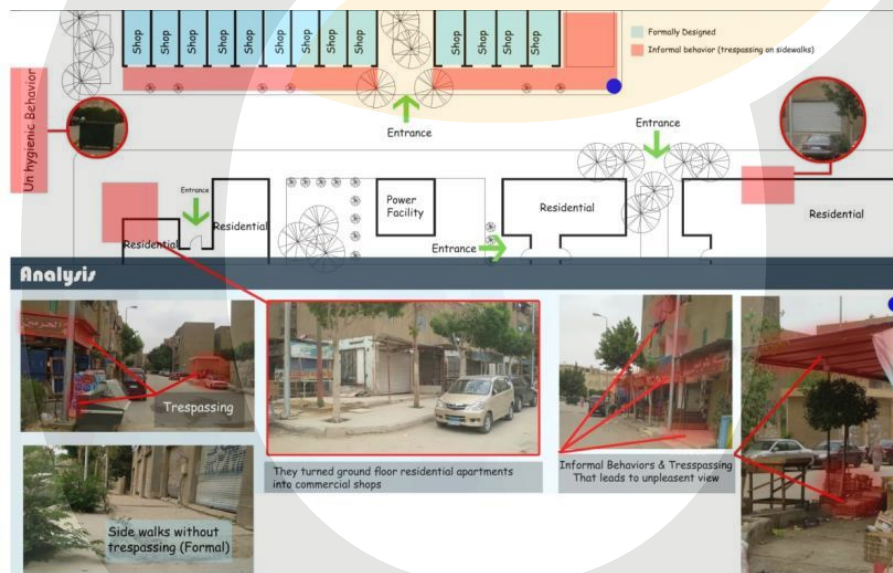 Shop
Shop
Shop
Shop
Shop
Shop
Shop
Shop
Shop
Shop
Shop
Shop
Shop
Formally Designed
Informal behavior (trespassing on sidewalks)
Un hygienic Behavior
Entrance
Entrance
Entrance
Residential
Residential
Power
Facility
Entrance
Residential
Residential
Analysis
Trespassing
They turned ground floor residential apartments
into commercial shops
Informal Behaviors & Tresspassing
That leads to unpleasent view
Side walks without
trespassing (Formal)